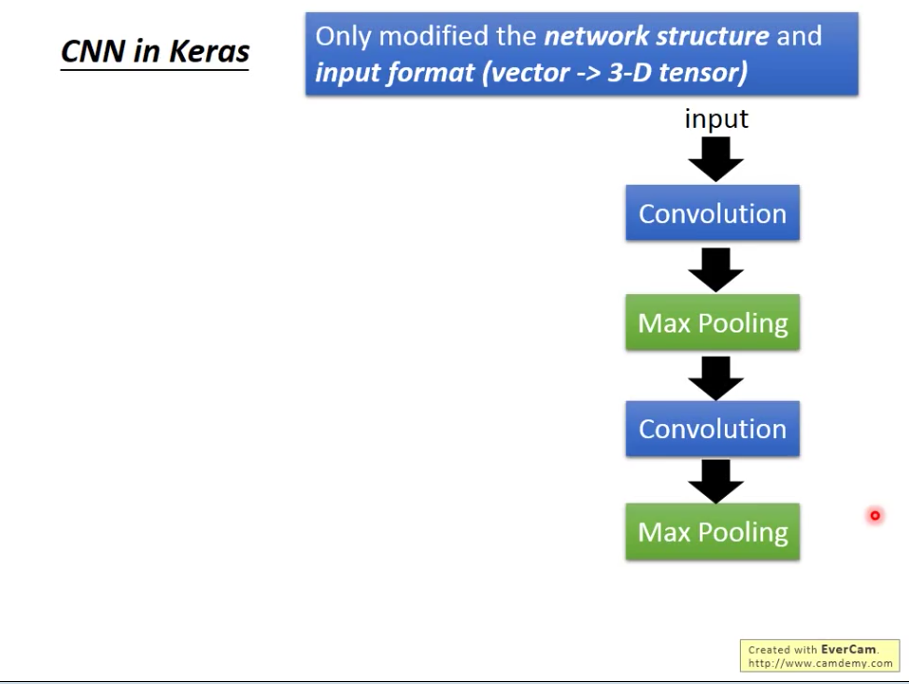 CNN in Keras
Only modified the network structure and
input format (vector -> 3-D tensor)
input
Convolution
Max Pooling
Convolution
Max Pooling
Created with EverCam.
http://www.camdemy.com